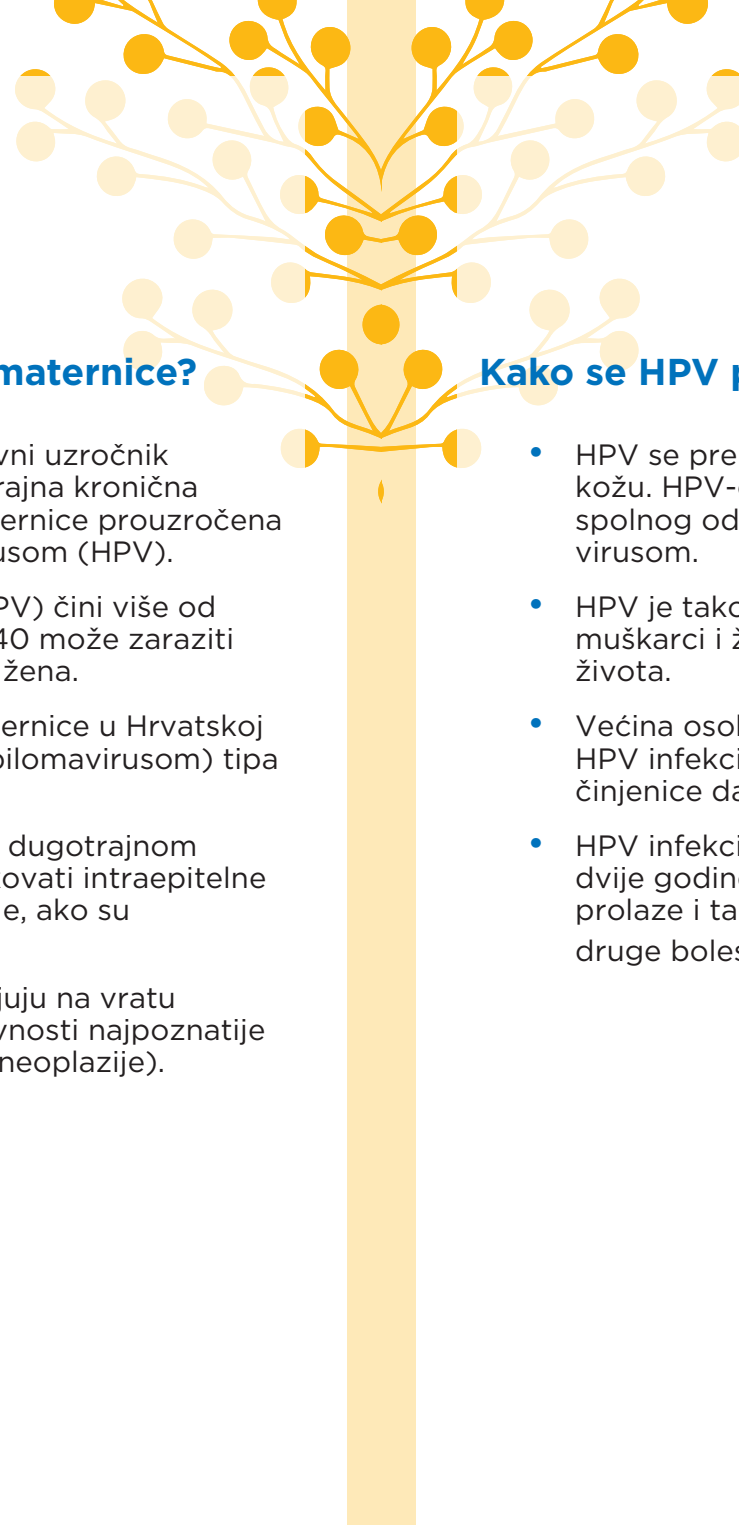 maternice?
vni uzročnik
rajna kronična
ernice prouzročena
usom (HPV).
PV) čini više od
40 može zaraziti
žena.
ernice u Hrvatskoj
pilomavirusom) tipa
dugotrajnom
kovati intraepitelne
e, ako su
juju na vratu
vnosti najpoznatije
neoplazije).
Kako se HPV p
• HPV se pre
kožu. HPV-
spolnog od
virusom.
• HPV je tako
muškarci i ž
života.
• Većina osob
HPV infekci
činjenice da
• HPV infekci
dvije godine
prolaze i ta
druge boles